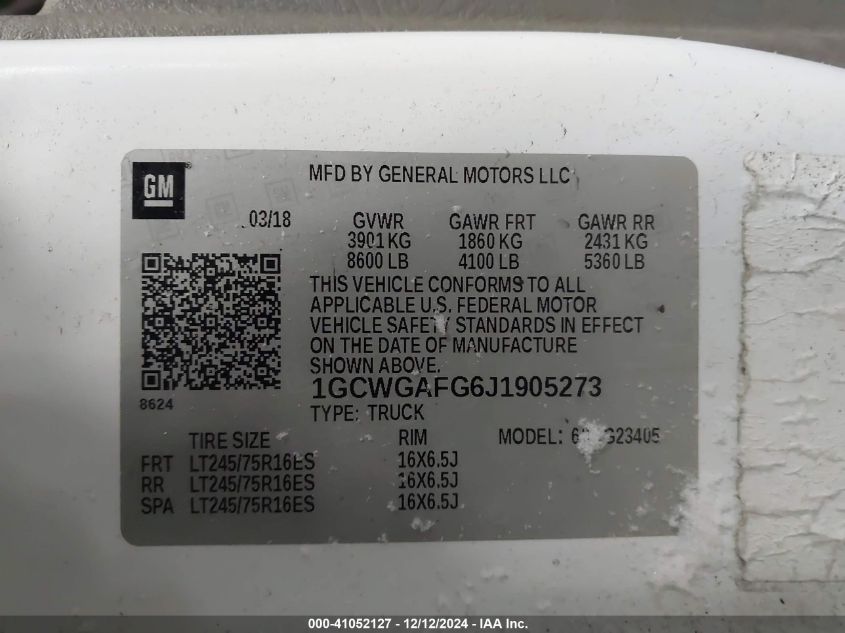 GM
MFD BY GENERAL MOTORS LLC
03/18 GVWR GAWR FRT GAWR RR
3901 KG 1860 KG 2431 KG
8600 LB 4100 LB 5360 LB
THIS VEHICLE CONFORMS TO ALL
APPLICABLE U.S. FEDERAL MOTOR
VEHICLE SAFETY STANDARDS IN EFFECT
ON THE DATE OF MANUFACTURE
SHOWN ABOVE.
8624
1GCWGAFG6J1905273
TYPE: TRUCK
TIRE SIZE RIM MODEL:
FRT LT245/75R16ES 16X6.5J
RR LT245/75R16ES 16X6.5J
SPA LT245/75R16ES 16X6.5J
000-41052127 - 12/12/2024 - IAA Inc.